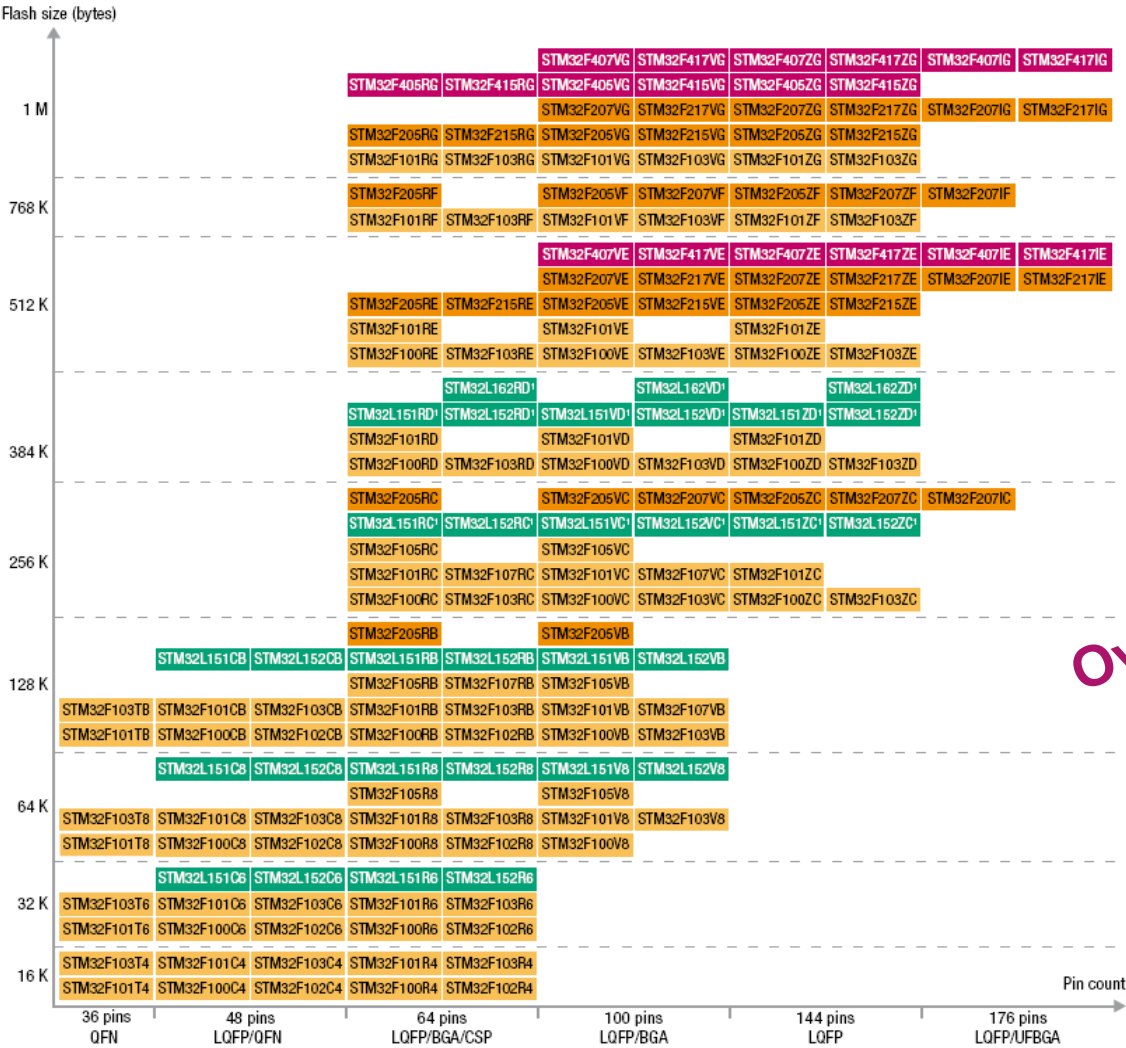 Flash size (bytes)
STM32F407VG STM32F417VG STM32F407ZG STM32F417ZG STM32F407IG STM32F417IG
STM32F405RG STM32F415RG STM32F405VG STM32F415VG STM32F405ZG STM32F415ZG
1 M STM32F207VG STM32F217VG STM32F207ZG STM32F217ZG STM32F207IG STM32F217IG
STM32F205RG STM32F215RG STM32F205VG STM32F215VG STM32F205ZG STM32F215ZG
STM32F101RG STM32F103RG STM32F101VG STM32F103VG STM32F101ZG STM32F103ZG
STM32F205RF STM32F205VF STM32F207VF STM32F205ZF STM32F207ZF STM32F207IF
768 K
STM32F101RF STM32F103RF STM32F101VF STM32F103VF STM32F101ZF STM32F103ZF
STM32F407VE STM32F417VE STM32F407ZE STM32F417ZE STM32F407IE STM32F417IE
STM32F207VE STM32F217VE STM32F207ZE STM32F217ZE STM32F207IE STM32F217IE
512 K STM32F205RE STM32F215RE STM32F205VE STM32F215VE STM32F205ZE STM32F215ZE
STM32F101RE STM32F101VE STM32F101ZE
STM32F100RE STM32F103RE STM32F100VE STM32F103VE STM32F100ZE STM32F103ZE
STM32L162RD¹ STM32L162VD¹ STM32L162ZD¹
STM32L151RD¹ STM32L152RD¹ STM32L151VD¹ STM32L152VD¹ STM32L151ZD¹ STM32L152ZD¹
STM32F101RD STM32F101VD STM32F101ZD
384 K
STM32F100RD STM32F103RD STM32F100VD STM32F103VD STM32F100ZD STM32F103ZD
STM32F205RC STM32F205VC STM32F207VC STM32F205ZC STM32F207ZC STM32F207IC
STM32L151RC¹ STM32L152RC¹ STM32L151VC¹ STM32L152VC¹ STM32L151ZC¹ STM32L152ZC¹
STM32F105RC STM32F105VC
256 K
STM32F101RC STM32F107RC STM32F101VC STM32F107VC STM32F101ZC
STM32F100RC STM32F103RC STM32F100VC STM32F103VC STM32F100ZC STM32F103ZC
STM32F205RB STM32F205VB
STM32L151CB STM32L152CB STM32L151RB STM32L152RB STM32L151VB STM32L152VB
128 K STM32F105RB STM32F107RB STM32F105VB
STM32F103TB STM32F101CB STM32F103CB STM32F101RB STM32F103RB STM32F101VB STM32F107VB
STM32F101TB STM32F100CB STM32F102CB STM32F100RB STM32F102RB STM32F100VB STM32F103VB
STM32L151C8 STM32L152C8 STM32L151R8 STM32L152R8 STM32L151V8 STM32L152V8
STM32F105R8 STM32F105V8
64 K
STM32F103T8 STM32F101C8 STM32F103C8 STM32F101R8 STM32F103R8 STM32F101V8 STM32F103V8
STM32F101T8 STM32F100C8 STM32F102C8 STM32F100R8 STM32F102R8 STM32F100V8
STM32L151C6 STM32L152C6 STM32L151R6 STM32L152R6
32 K STM32F103T6 STM32F101C6 STM32F103C6 STM32F101R6 STM32F103R6
STM32F101T6 STM32F100C6 STM32F102C6 STM32F100R6 STM32F102R6
STM32F103T4 STM32F101C4 STM32F103C4 STM32F101R4 STM32F103R4
16 K
STM32F101T4 STM32F100C4 STM32F102C4 STM32F100R4 STM32F102R4
Pin count
36 pins 48 pins 64 pins 100 pins 144 pins 176 pins
QFN LQFP/QFN LQFP/BGA/CSP LQFP/BGA LQFP LQFP/UFBGA